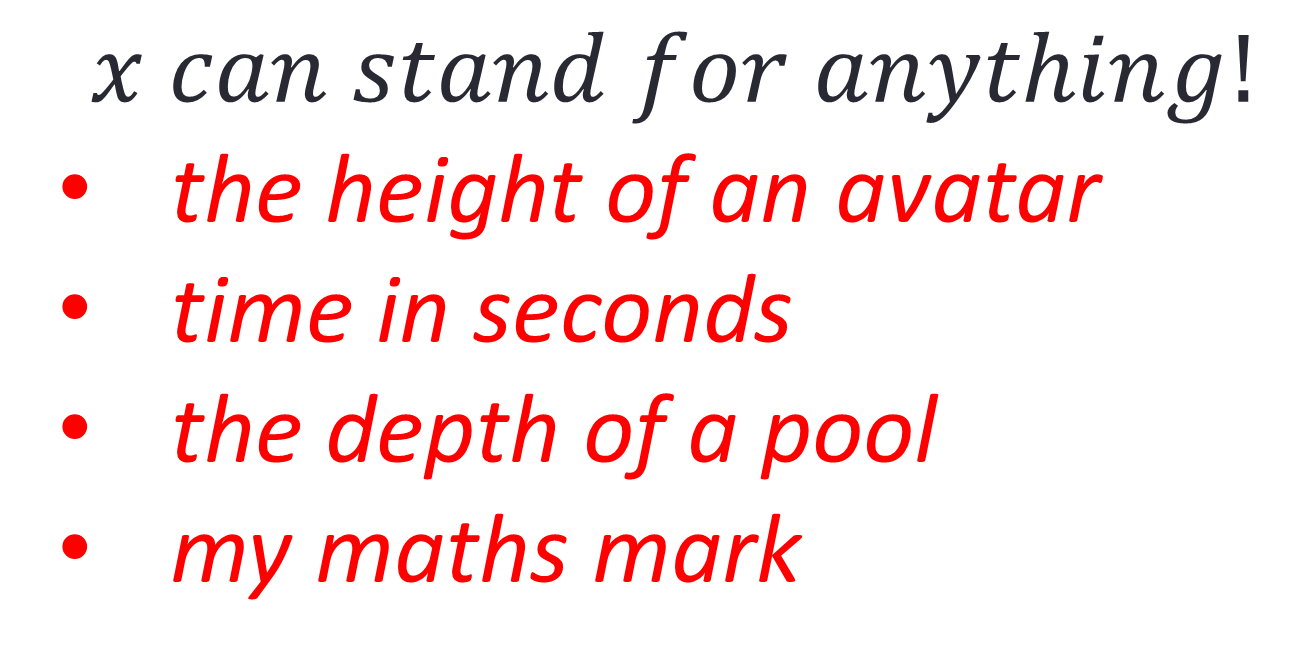 x can stand for anything!
• the height of an avatar
• time in seconds
• the depth of a pool
• my maths mark